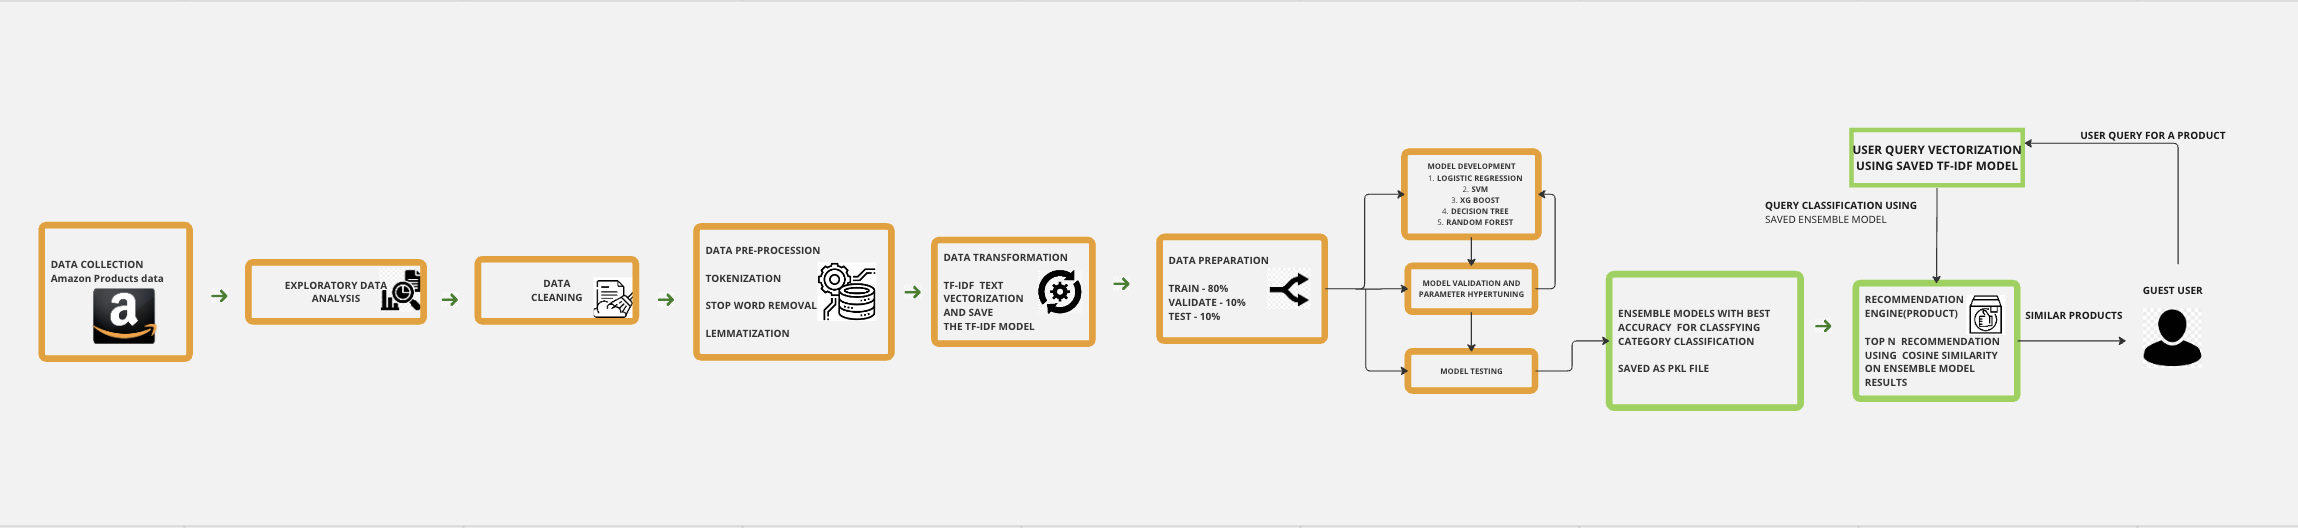 DATA COLLECTION
Amazon Products data
a
EXPLORATORY DATA
ANALYSIS
DATA
CLEANING
DATA PRE-PROCESSION
TOKENIZATION
STOP WORD REMOVAL
LEMMATIZATION
DATA TRANSFORMATION
TF-IDF TEXT
VECTORIZATION
AND SAVE
THE TF-IDF MODEL
DATA PREPARATION
TRAIN - 80%
VALIDATE - 10%
TEST - 10%
MODEL DEVELOPMENT
1. LOGISTIC REGRESSION
2. SVM
3. XG BOOST
4. DECISION TREE
5. RANDOM FOREST
MODEL VALIDATION AND
PARAMETER HYPERTUNING
MODEL TESTING
ENSEMBLE MODELS WITH BEST
ACCURACY FOR CLASSFYING
CATEGORY CLASSIFICATION
SAVED AS PKL FILE
USER QUERY VECTORIZATION
USING SAVED TF-IDF MODEL
USER QUERY FOR A PRODUCT
QUERY CLASSIFICATION USING
SAVED ENSEMBLE MODEL
RECOMMENDATION
ENGINE(PRODUCT)
TOP N RECOMMENDATION
USING COSINE SIMILARITY
ON ENSEMBLE MODEL
RESULTS
SIMILAR PRODUCTS
GUEST USER